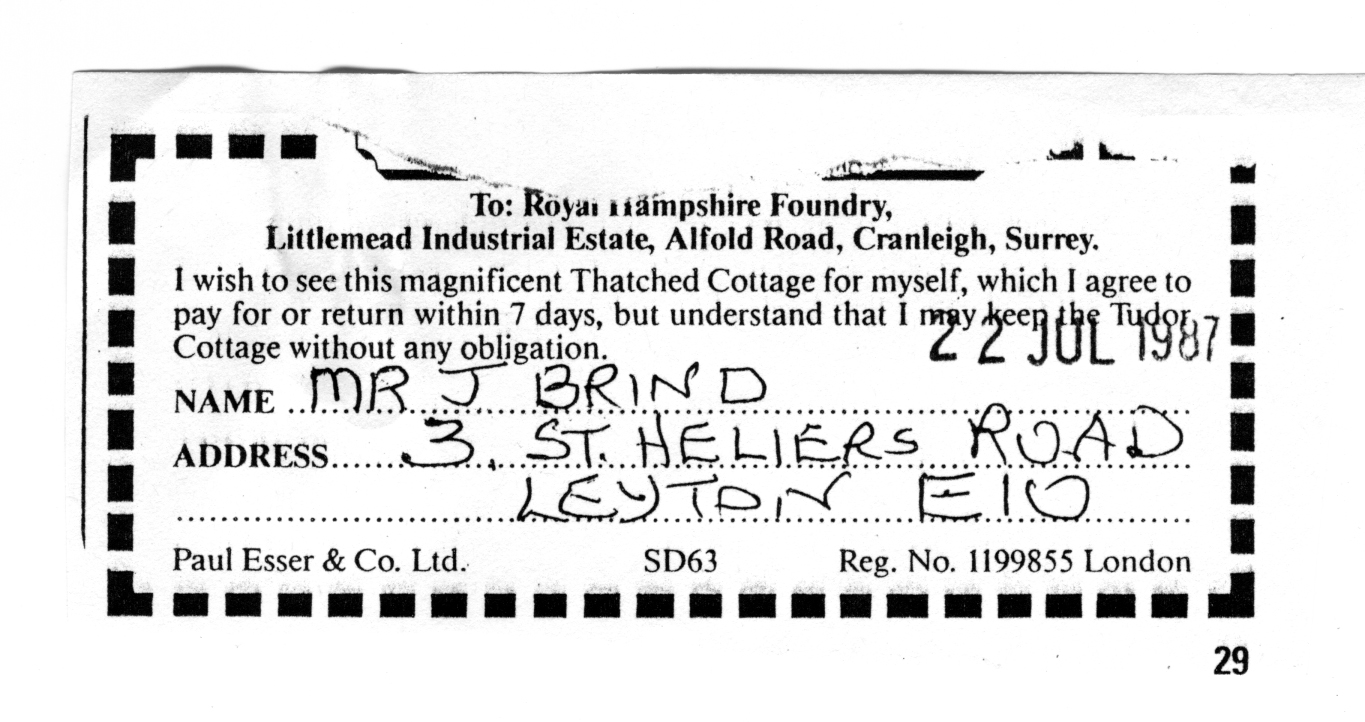 To: Royal Hampshire Foundry,
Littlemead Industrial Estate, Alfold Road, Cranleigh, Surrey.
I wish to see this magnificent Thatched Cottage for myself, which I agree to
pay for or return within 7 days, but understand that I may keep the Tudor
Cottage without any obligation.
22 JUL 1987
NAME MR J BRIND
ADDRESS 3, ST. HELIERS ROAD
LEYTON E10
Paul Esser & Co. Ltd. SD63 Reg. No. 1199855 London
29